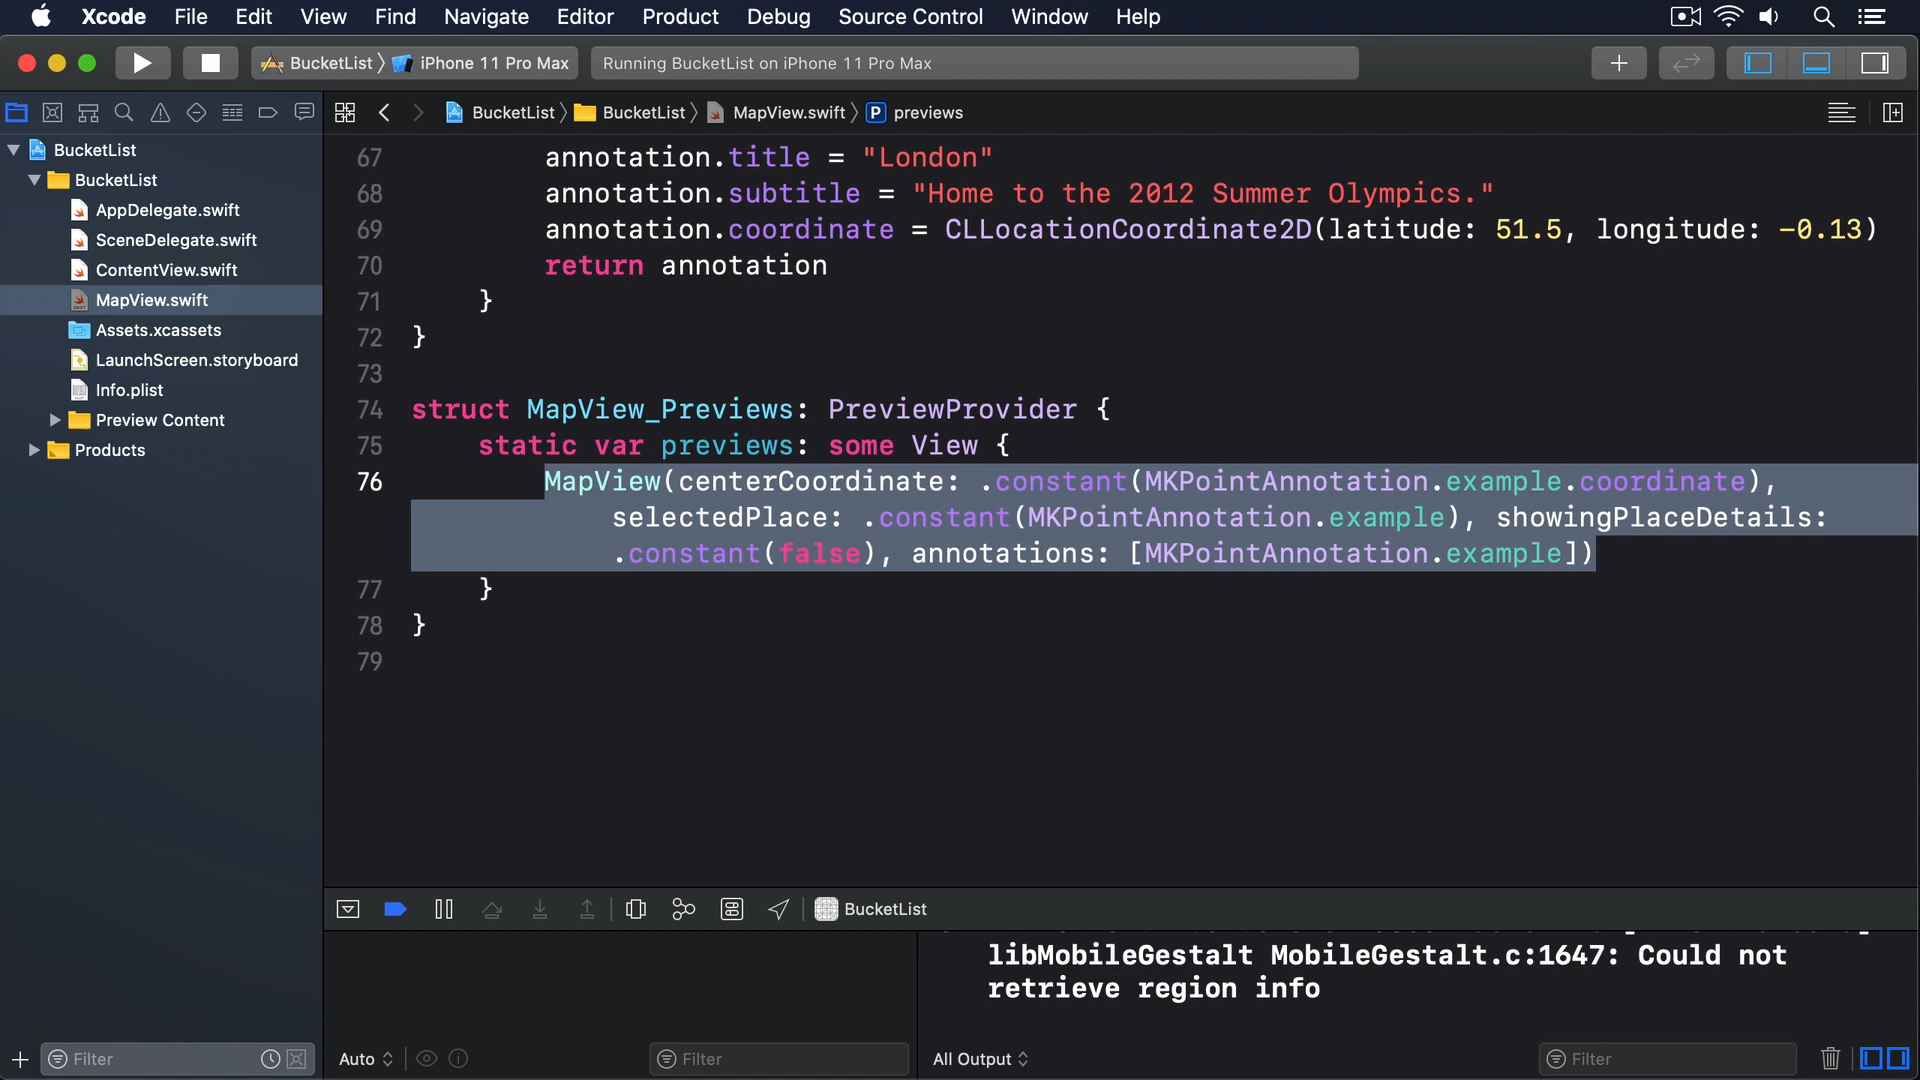 Xcode File Edit View Find Navigate Editor Product Debug Source Control Window Help
BucketList iPhone 11 Pro Max Running BucketList on iPhone 11 Pro Max
BucketList BucketList MapView.swift P previews
BucketList
BucketList
AppDelegate.swift
SceneDelegate.swift
ContentView.swift
MapView.swift
Assets.xcassets
LaunchScreen.storyboard
Info.plist
Preview Content
Products
67 annotation.title = "London"
68 annotation.subtitle = "Home to the 2012 Summer Olympics."
69 annotation.coordinate = CLLocationCoordinate2D(latitude: 51.5, longitude: -0.13)
70 return annotation
71 }
72 }
73
74 struct MapView_Previews: PreviewProvider {
75 static var previews: some View {
76 MapView(centerCoordinate: .constant(MKPointAnnotation.example.coordinate),
selectedPlace: .constant(MKPointAnnotation.example), showingPlaceDetails:
.constant(false), annotations: [MKPointAnnotation.example])
77 }
78 }
79
BucketList
libMobileGestalt MobileGestalt.c:1647: Could not
retrieve region info
Filter Auto Filter All Output Filter